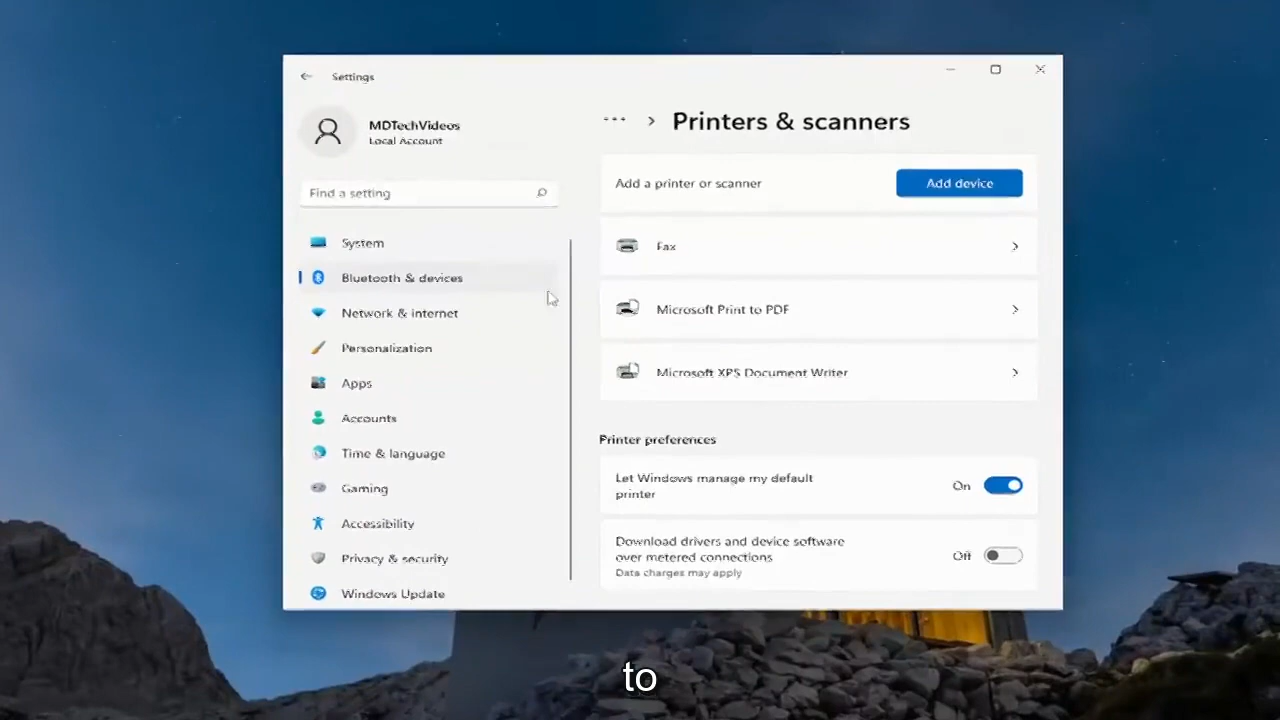 Settings
MDTechVideos
Local Account
Find a setting
System
Bluetooth & devices
Network & internet
Personalization
Apps
Accounts
Time & language
Gaming
Accessibility
Privacy & security
Windows Update
... > Printers & scanners
Add a printer or scanner
Add device
Fax
Microsoft Print to PDF
Microsoft XPS Document Writer
Printer preferences
Let Windows manage my default
printer
On
Download drivers and device software
over metered connections
Data charges may apply
Off
to